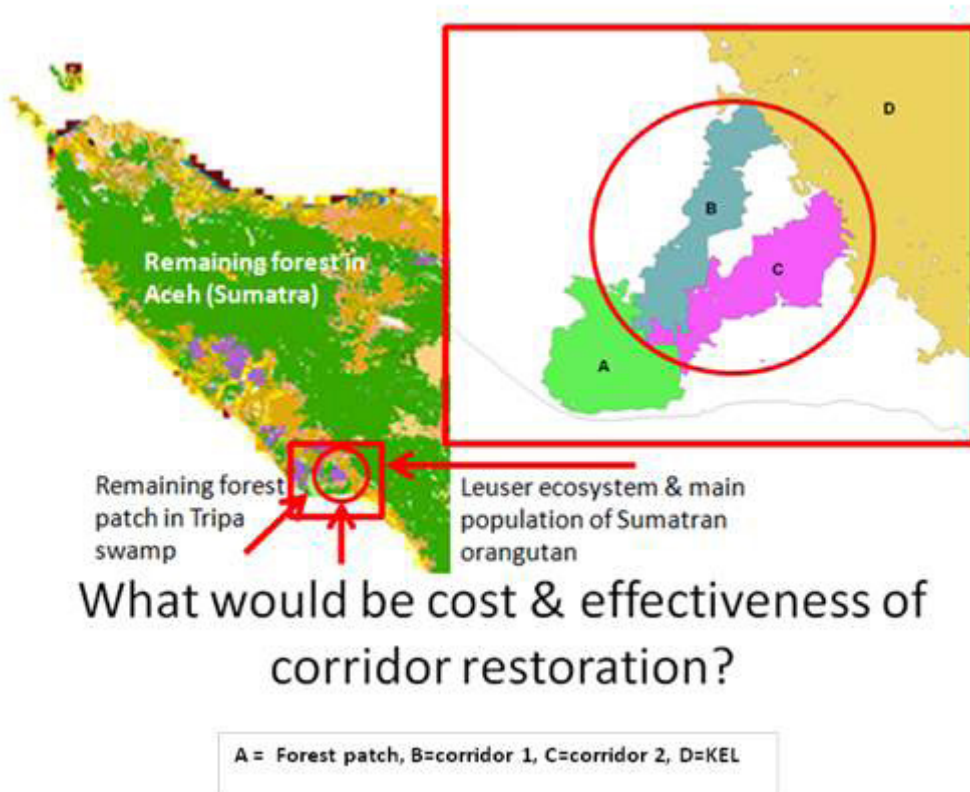 Remaining forest in
Aceh (Sumatra)
D
B
C
A
Remaining forest
patch in Tripa
swamp
Leuser ecosystem & main
population of Sumatran
orangutan
What would be cost & effectiveness of
corridor restoration?
A = Forest patch, B=corridor 1, C=corridor 2, D=KEL